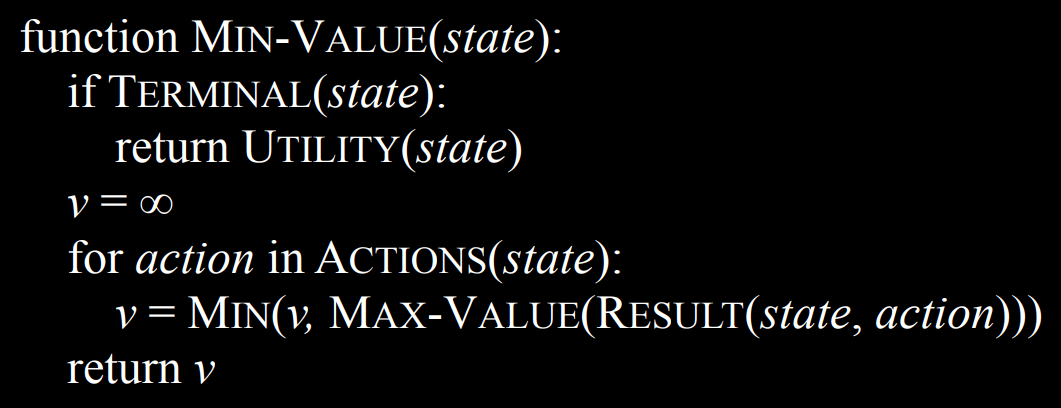 function MIN-VALUE(state):
if TERMINAL(state):
return UTILITY(state)
v = ∞
for action in ACTIONS(state):
v = MIN(v, MAX-VALUE(RESULT(state, action)))
return v